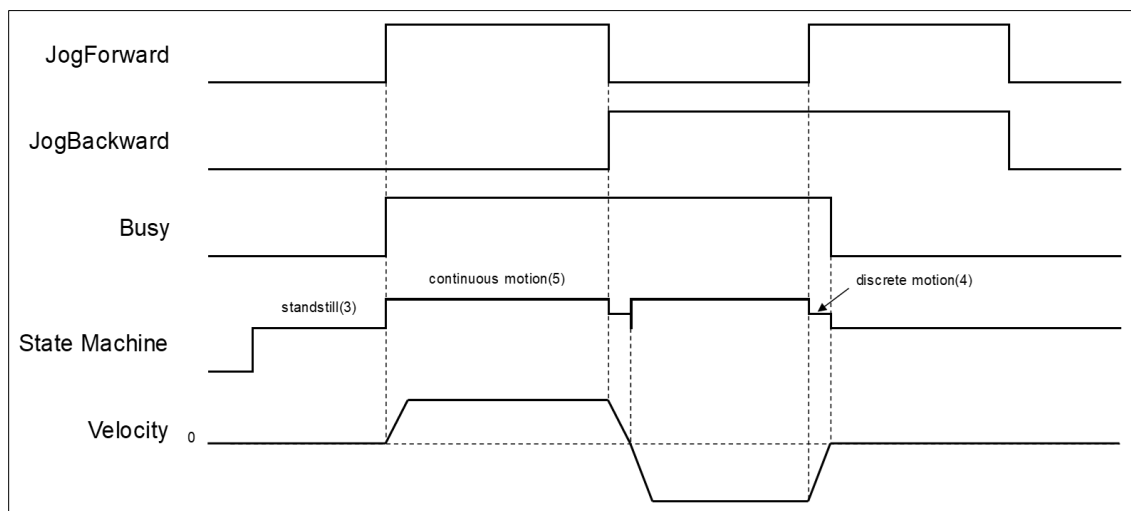 JogForward
JogBackward
Busy
continuous motion(5)
discrete motion(4)
standstill(3)
State Machine
Velocity 0